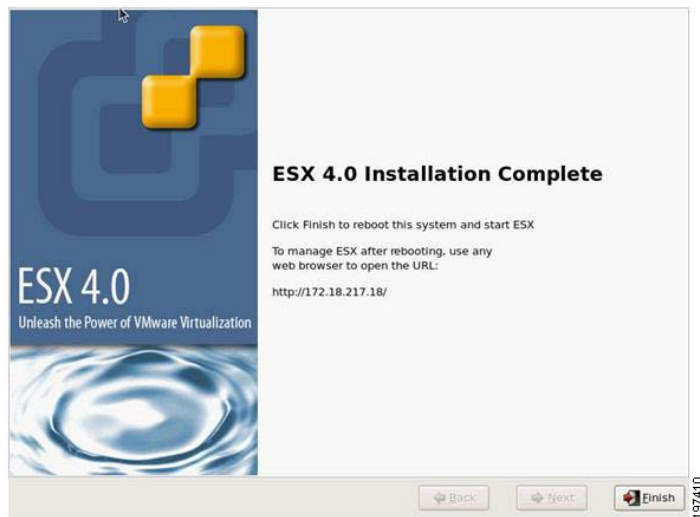 ESX 4.0 Installation Complete
Click Finish to reboot this system and start ESX
To manage ESX after rebooting, use any
web browser to open the URL:
http://172.18.217.18/
ESX 4.0
Unleash the Power of VMware Virtualization
Back
Next
Finish
197410